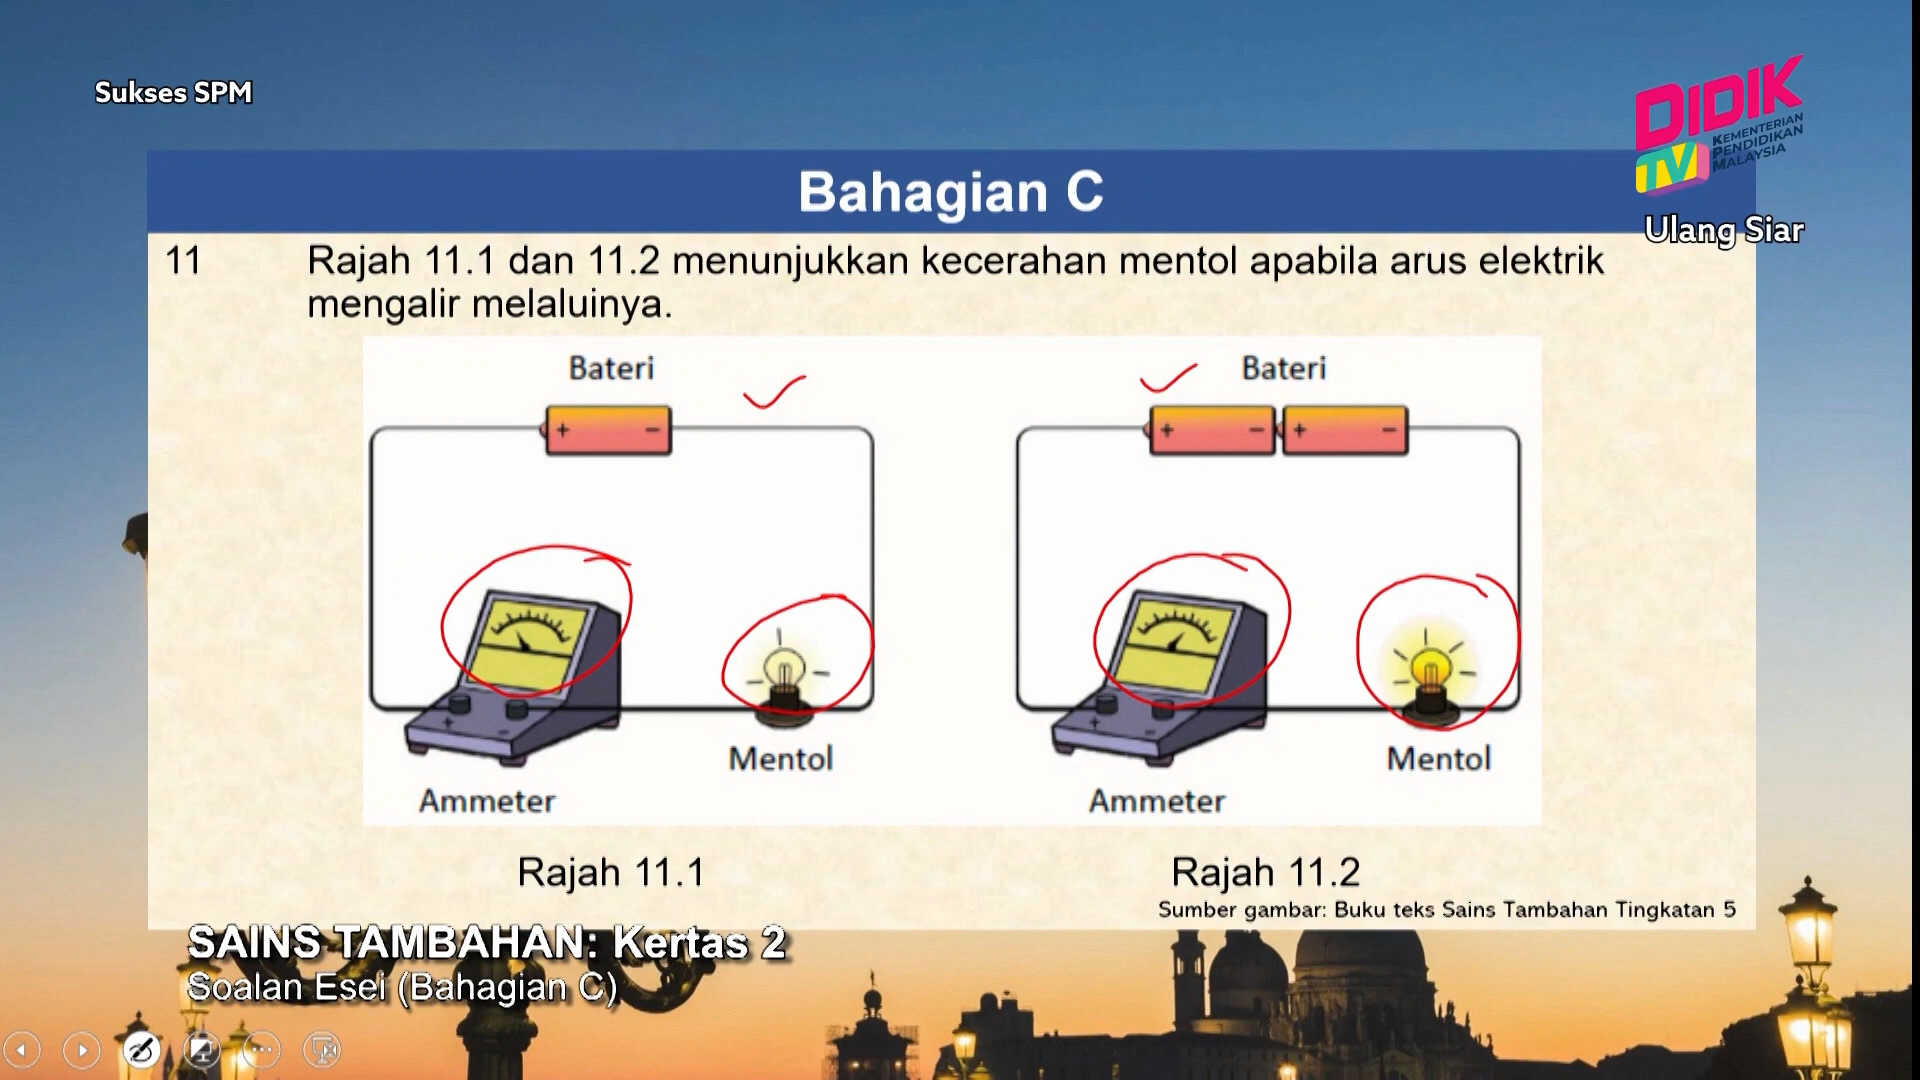 Sukses SPM
DIDIK
TV
KEMENTERIAN
PENDIDIKAN
MALAYSIA
Ulang Siar
Bahagian C
11 Rajah 11.1 dan 11.2 menunjukkan kecerahan mentol apabila arus elektrik
mengalir melaluinya.
Bateri
+ −
Mentol
Ammeter
Bateri
+ − + −
Mentol
Ammeter
Rajah 11.1
Rajah 11.2
Sumber gambar: Buku teks Sains Tambahan Tingkatan 5
SAINS TAMBAHAN: Kertas 2
Soalan Esei (Bahagian C)